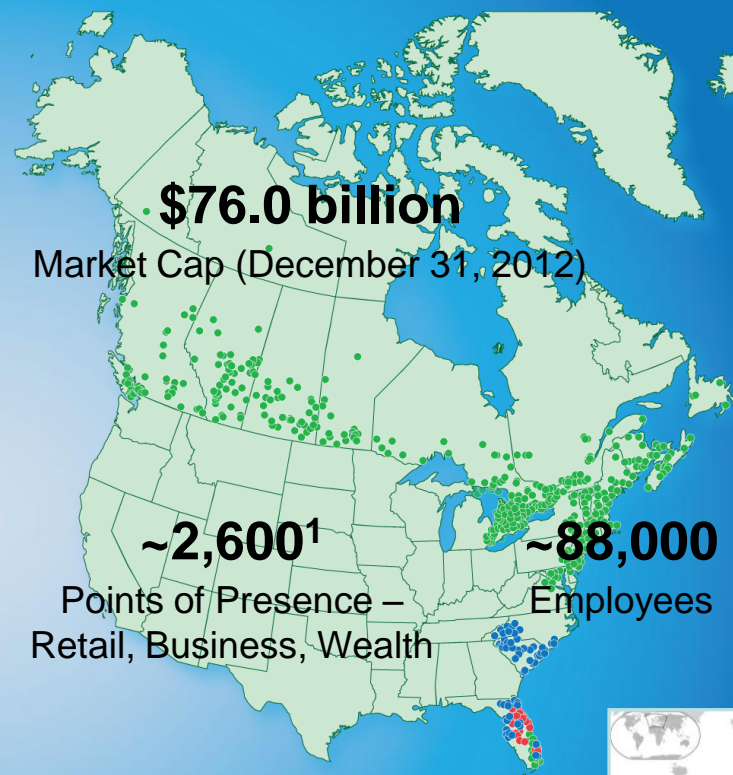 $76.0 billion
Market Cap (December 31, 2012)
~2,600¹
Points of Presence –
Retail, Business, Wealth
~88,000
Employees